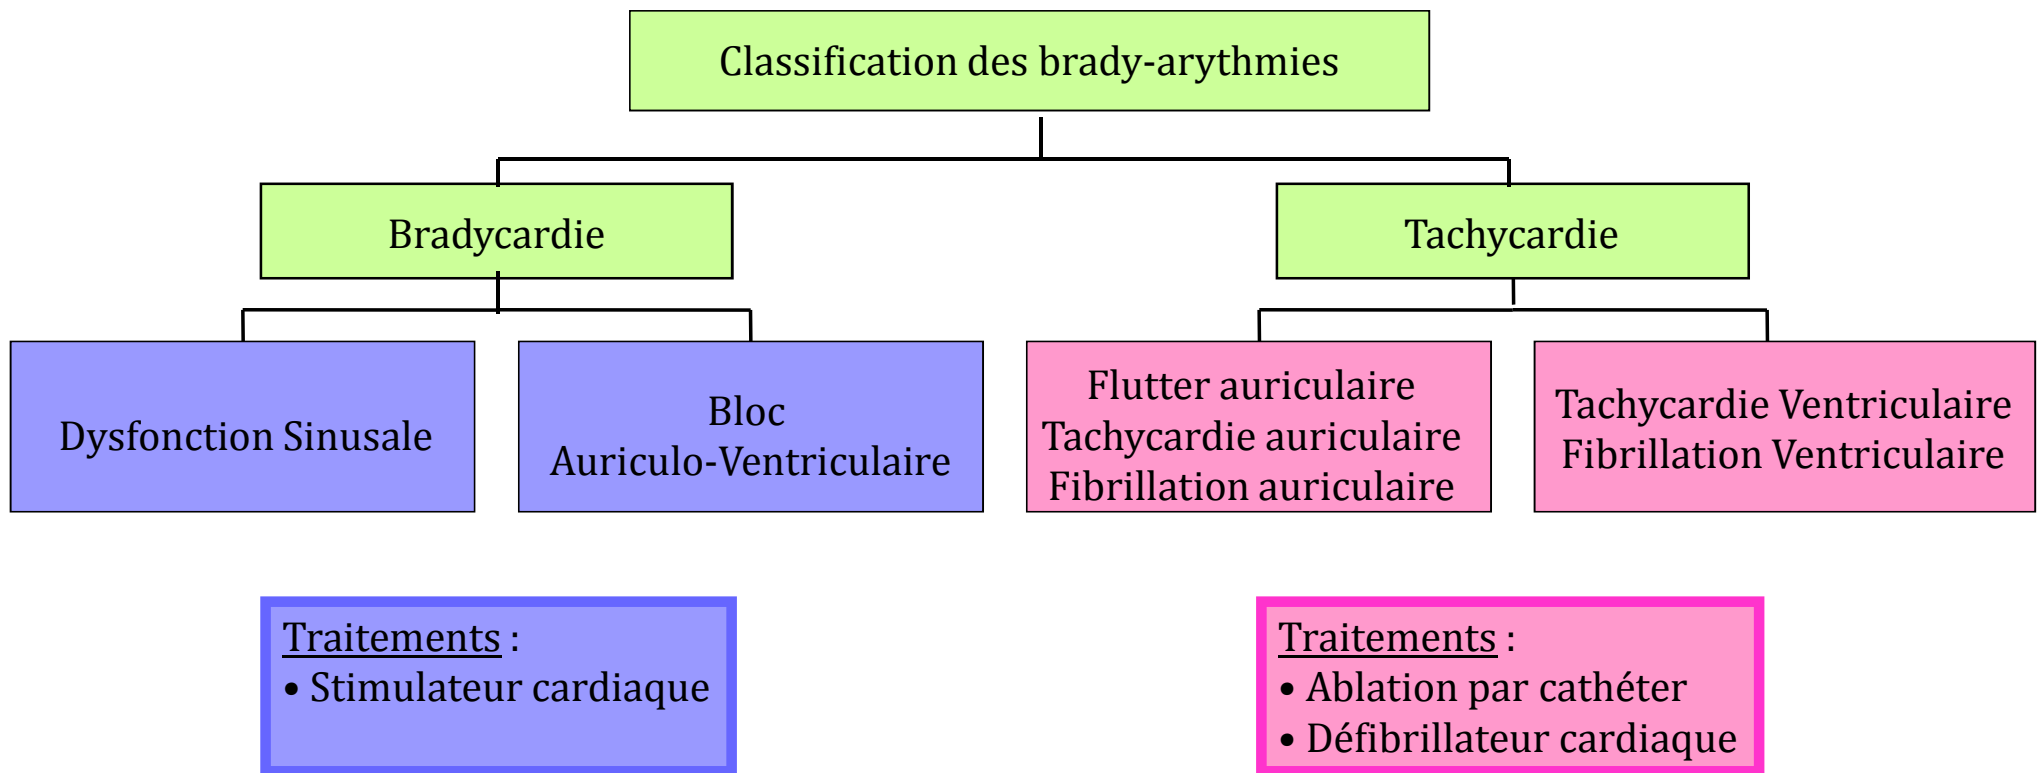 Classification des brady-arythmies
Bradycardie
Tachycardie
Dysfonction Sinusale
Bloc
Auriculo-Ventriculaire
Flutter auriculaire
Tachycardie auriculaire
Fibrillation auriculaire
Tachycardie Ventriculaire
Fibrillation Ventriculaire
Traitements :
• Stimulateur cardiaque
Traitements :
• Ablation par cathéter
• Défibrillateur cardiaque